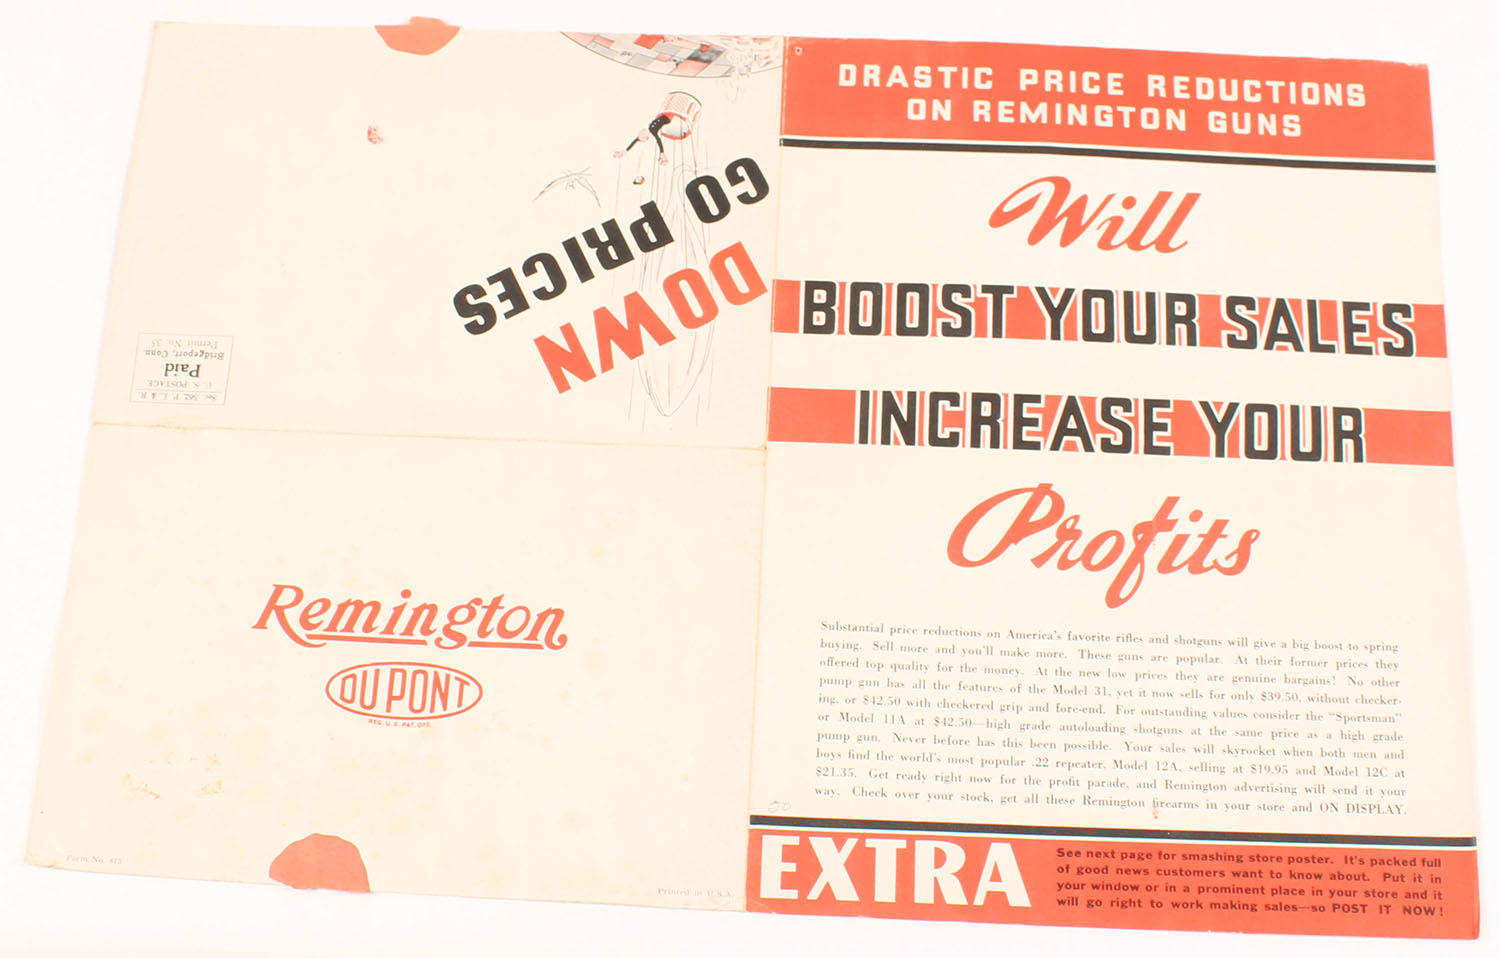 DRASTIC PRICE REDUCTIONS
ON REMINGTON GUNS
Will
BOOST YOUR SALES
INCREASE YOUR
Profits
Substantial price reductions on America's favorite rifles and shotguns will give a big boost to spring
buying. Sell more and you'll make more. These guns are popular. At their former prices they
offered top quality for the money. At the new low prices they are genuine bargains! No other
pump gun has all the features of the Model 31, yet it now sells for only $39.50, without checker-
ing, or $42.50 with checkered grip and fore-end. For outstanding values consider the "Sportsman"
or Model 11A at $42.50—high grade autoloading shotguns at the same price as a high grade
pump gun. Never before has this been possible. Your sales will skyrocket when both men and
boys find the world's most popular .22 repeater, Model 12A, selling at $19.95 and Model 12C at
$21.35. Get ready right now for the profit parade, and Remington advertising will send it your
way. Check over your stock, get all these Remington firearms in your store and ON DISPLAY.
50
EXTRA
See next page for smashing store poster. It's packed full
of good news customers want to know about. Put it in
your window or in a prominent place in your store and it
will go right to work making sales—so POST IT NOW!
DOWN
GO PRICES
Sec. 562, P. L. & R.
U. S. POSTAGE
Paid
Bridgeport, Conn.
Permit No. 35
Remington
DU PONT
REG. U.S. PAT. OFF.
Form No. 415
Printed in U.S.A.